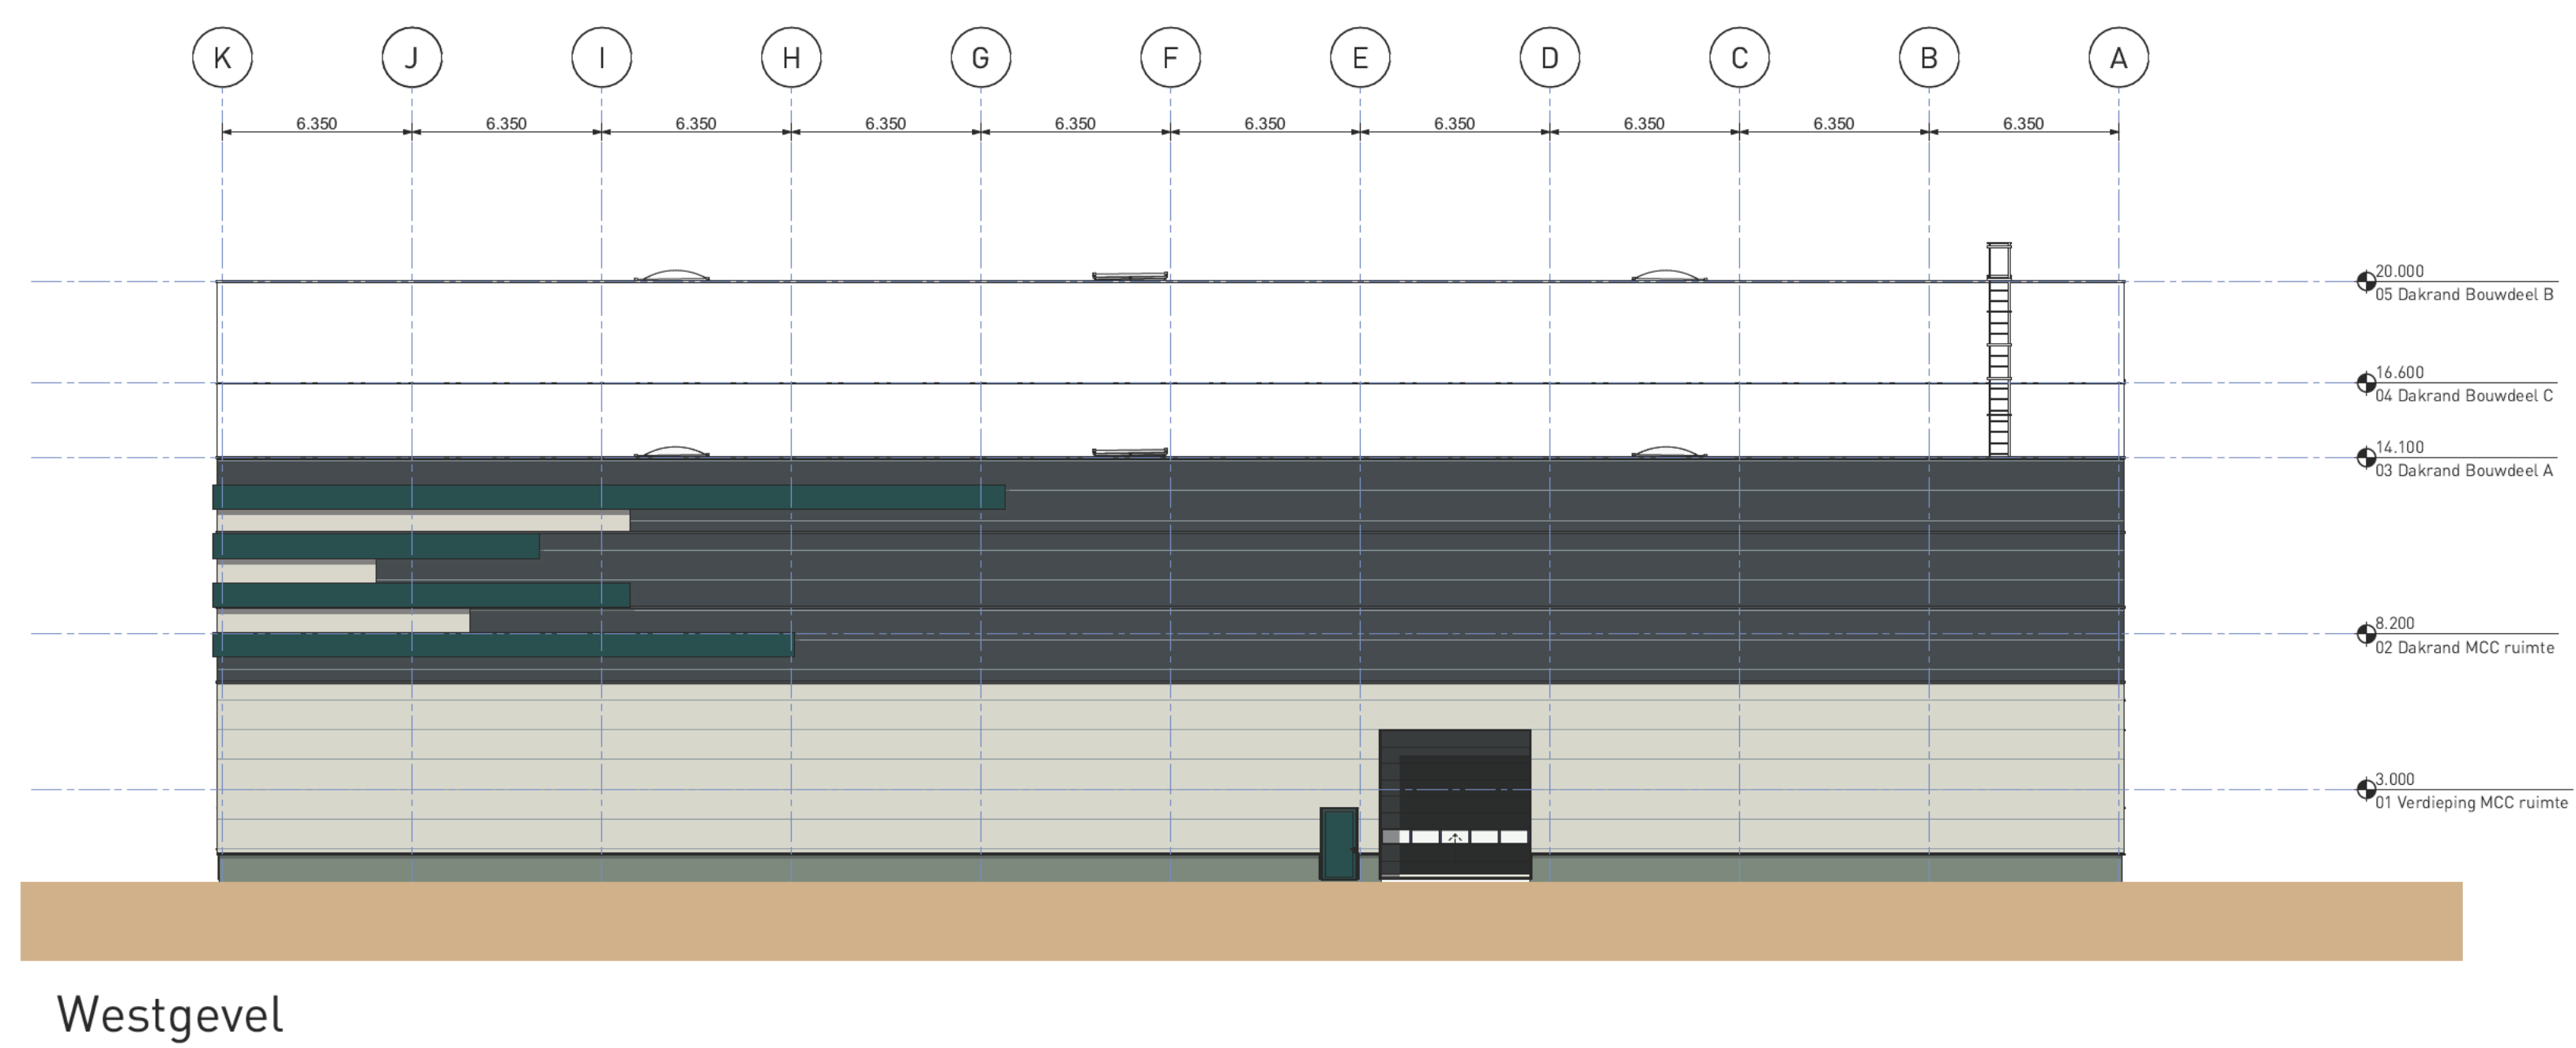 K J I H G F E D C B A
6.350 6.350 6.350 6.350 6.350 6.350 6.350 6.350 6.350 6.350
20.000
05 Dakrand Bouwdeel B
16.600
04 Dakrand Bouwdeel C
14.100
03 Dakrand Bouwdeel A
8.200
02 Dakrand MCC ruimte
3.000
01 Verdieping MCC ruimte
Westgevel